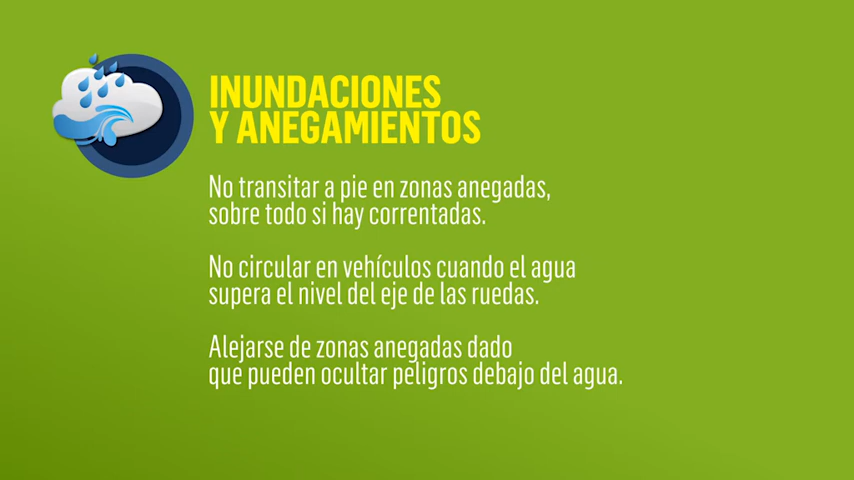 INUNDACIONES
Y ANEGAMIENTOS
No transitar a pie en zonas anegadas,
sobre todo si hay correntadas.
No circular en vehículos cuando el agua
supera el nivel del eje de las ruedas.
Alejarse de zonas anegadas dado
que pueden ocultar peligros debajo del agua.